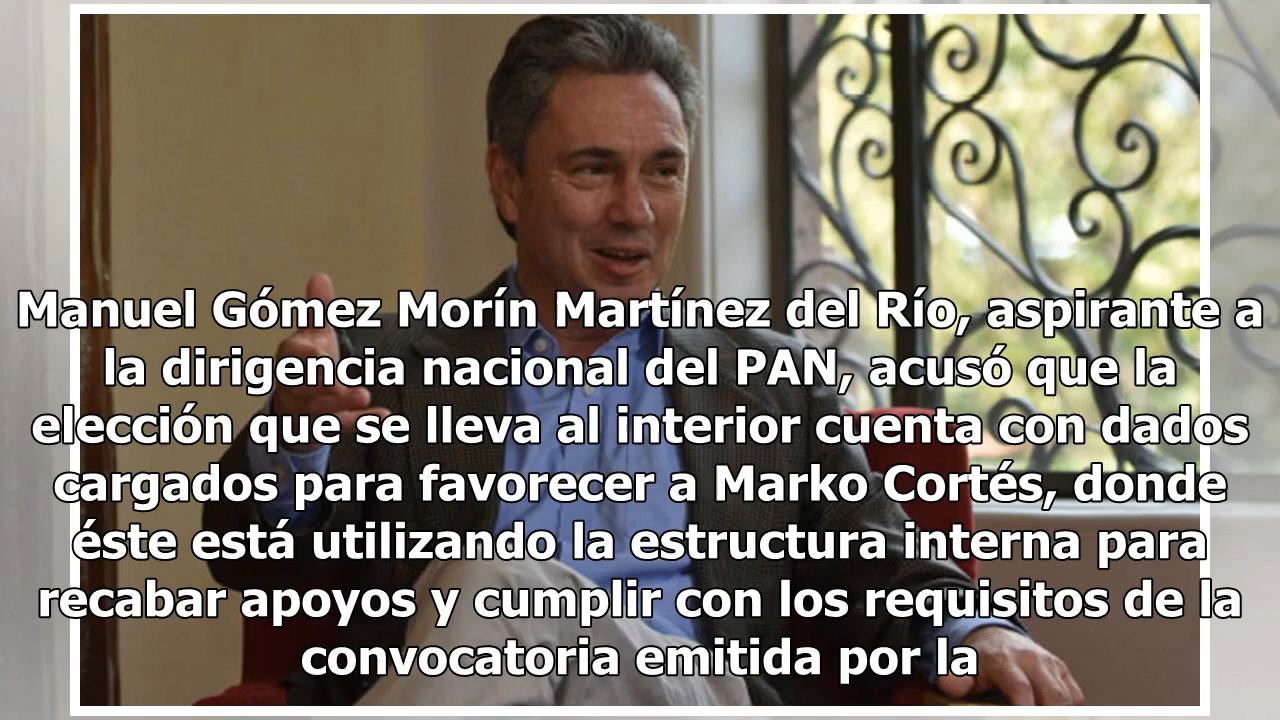 Manuel Gómez Morín Martínez del Río, aspirante a
la dirigencia nacional del PAN, acusó que la
elección que se lleva al interior cuenta con dados
cargados para favorecer a Marko Cortés, donde
éste está utilizando la estructura interna para
recabar apoyos y cumplir con los requisitos de la
convocatoria emitida por la